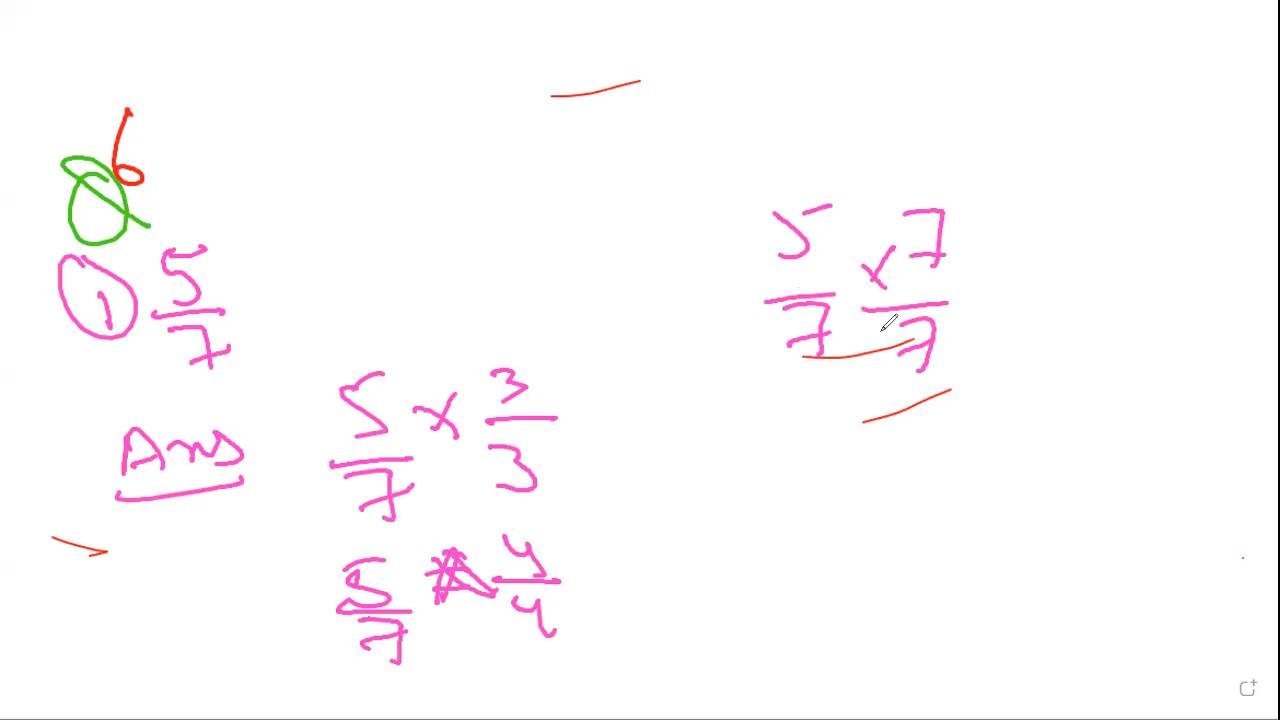 6
Q
① 5/7
Ans 5/7 × 3/3
5/7 × 4/4
5/7 × 7/7